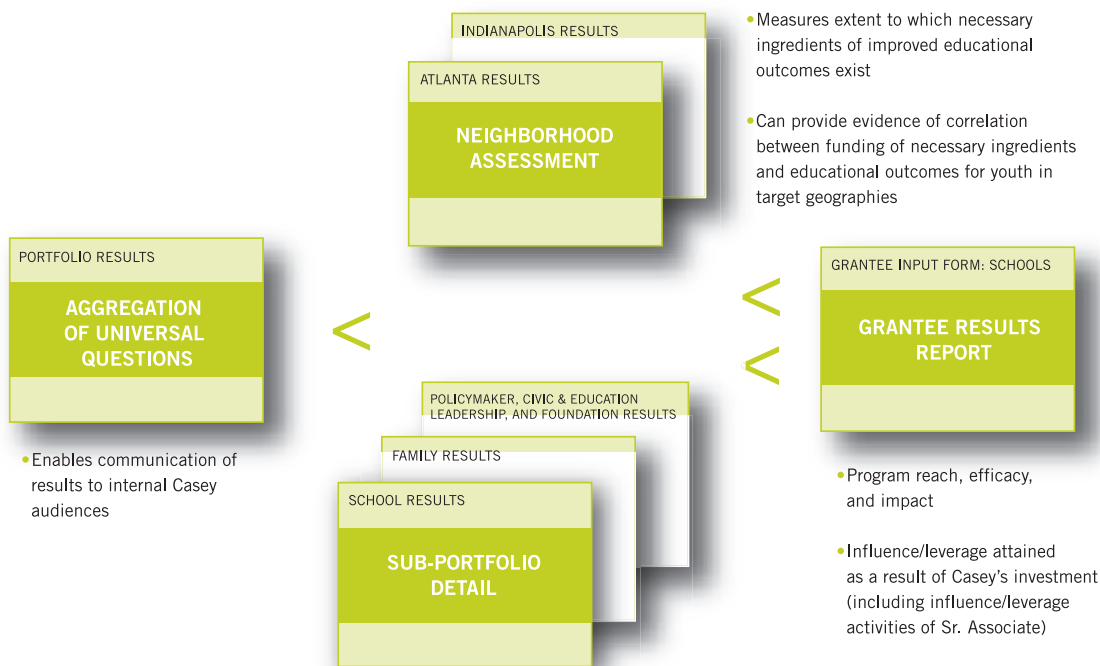 INDIANAPOLIS RESULTS
ATLANTA RESULTS
NEIGHBORHOOD
ASSESSMENT
•Measures extent to which necessary
ingredients of improved educational
outcomes exist
•Can provide evidence of correlation
between funding of necessary ingredients
and educational outcomes for youth in
target geographies
PORTFOLIO RESULTS
AGGREGATION
OF UNIVERSAL
QUESTIONS
•Enables communication of
results to internal Casey
audiences
<
<
<
GRANTEE INPUT FORM: SCHOOLS
GRANTEE RESULTS
REPORT
•Program reach, efficacy,
and impact
•Influence/leverage attained
as a result of Casey’s investment
(including influence/leverage
activities of Sr. Associate)
POLICYMAKER, CIVIC & EDUCATION
LEADERSHIP, AND FOUNDATION RESULTS
FAMILY RESULTS
SCHOOL RESULTS
SUB-PORTFOLIO
DETAIL